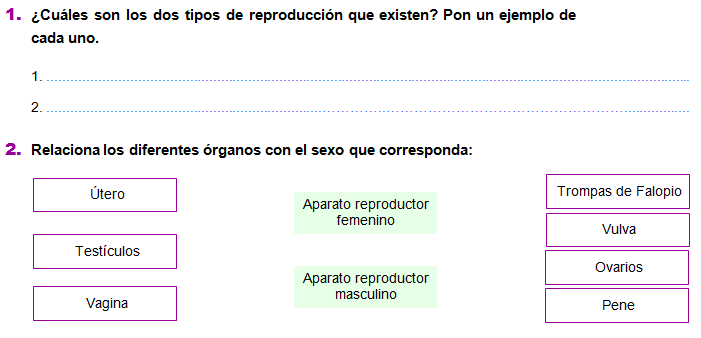 1. ¿Cuáles son los dos tipos de reproducción que existen? Pon un ejemplo de
cada uno.
1. ........................................................................
2. ........................................................................
2. Relaciona los diferentes órganos con el sexo que corresponda:
Útero
Testículos
Vagina
Aparato reproductor
femenino
Aparato reproductor
masculino
Trompas de Falopio
Vulva
Ovarios
Pene